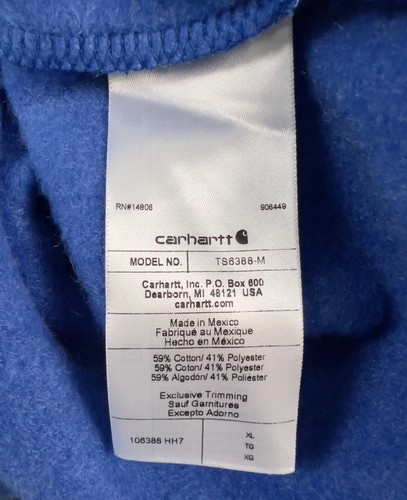 RN#14806 906449
carhartt
MODEL NO. TS6388-M
Carhartt, Inc. P.O. Box 600
Dearborn, MI 48121 USA
carhartt.com
Made in Mexico
Fabriqué au Mexique
Hecho en México
59% Cotton/ 41% Polyester
59% Coton/ 41% Polyester
59% Algodón/ 41% Poliéster
Exclusive Trimming
Sauf Garnitures
Excepto Adorno
106388 HH7
XL
TG
XG